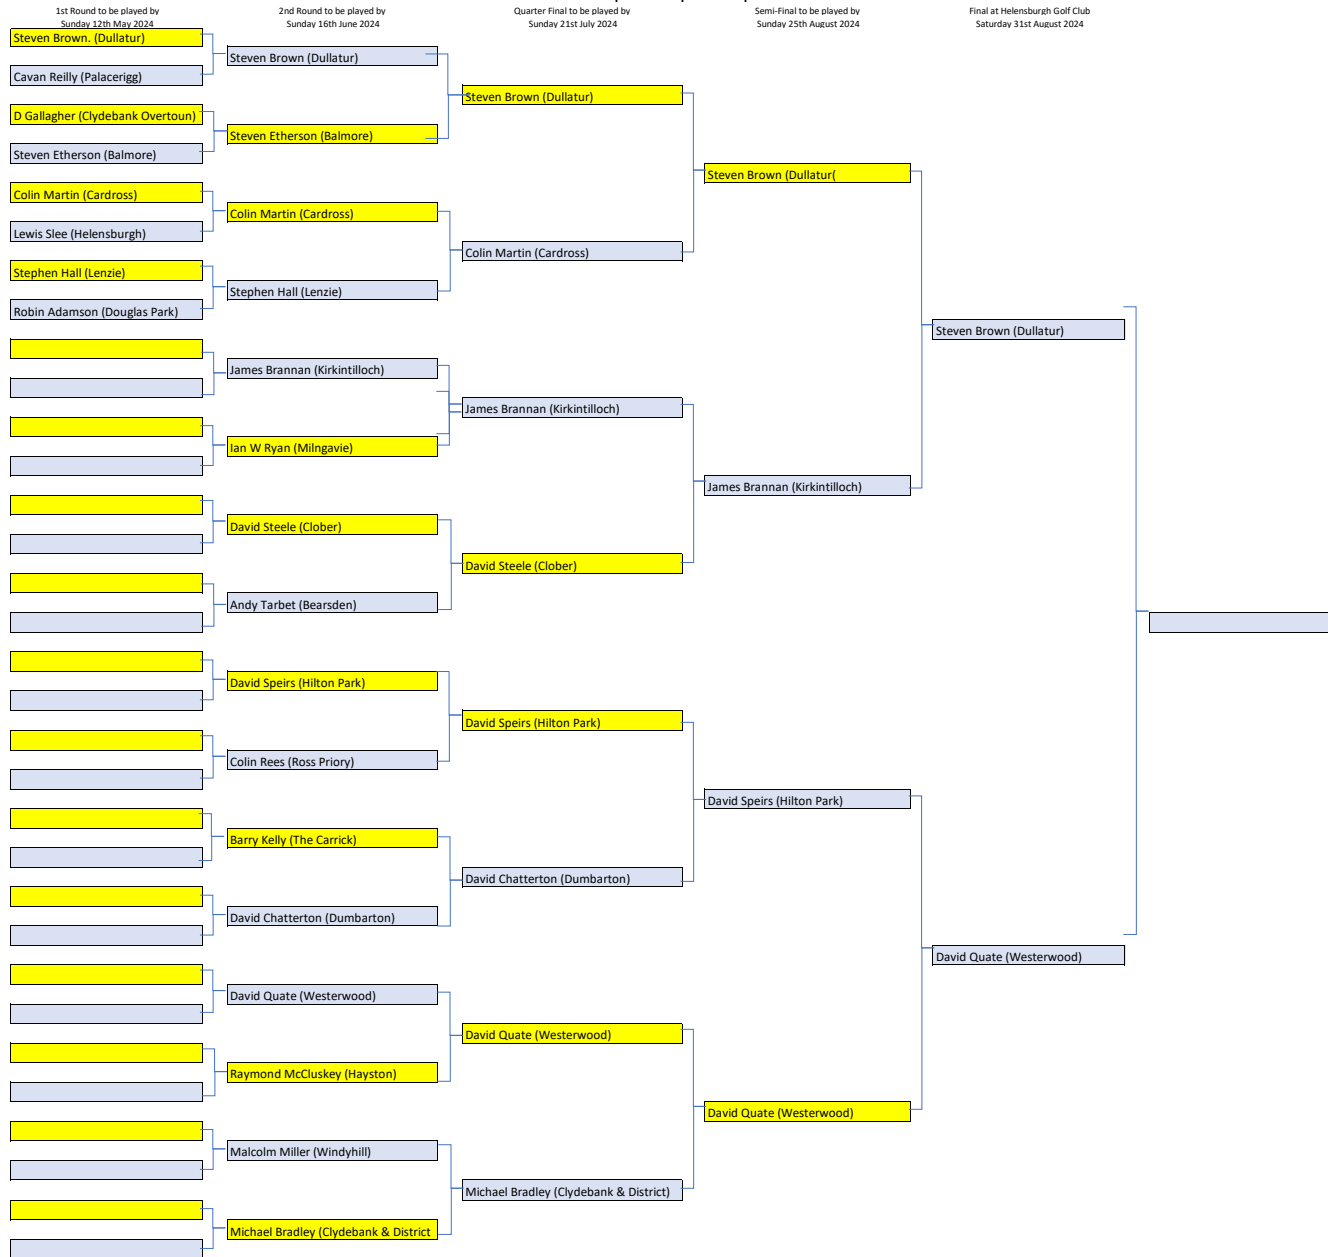 1st Round to be played by
Sunday 12th May 2024
2nd Round to be played by
Sunday 16th June 2024
Quarter Final to be played by
Sunday 21st July 2024
Semi-Final to be played by
Sunday 25th August 2024
Final at Helensburgh Golf Club
Saturday 31st August 2024
Steven Brown. (Dullatur)
Cavan Reilly (Palacerigg)
D Gallagher (Clydebank Overtoun)
Steven Etherson (Balmore)
Colin Martin (Cardross)
Lewis Slee (Helensburgh)
Stephen Hall (Lenzie)
Robin Adamson (Douglas Park)
Steven Brown (Dullatur)
Steven Etherson (Balmore)
Colin Martin (Cardross)
Stephen Hall (Lenzie)
James Brannan (Kirkintilloch)
Ian W Ryan (Milngavie)
David Steele (Clober)
Andy Tarbet (Bearsden)
David Speirs (Hilton Park)
Colin Rees (Ross Priory)
Barry Kelly (The Carrick)
David Chatterton (Dumbarton)
David Quate (Westerwood)
Raymond McCluskey (Hayston)
Malcolm Miller (Windyhill)
Michael Bradley (Clydebank & District
Steven Brown (Dullatur)
Colin Martin (Cardross)
James Brannan (Kirkintilloch)
David Steele (Clober)
David Speirs (Hilton Park)
David Chatterton (Dumbarton)
David Quate (Westerwood)
Michael Bradley (Clydebank & District)
Steven Brown (Dullatur(
James Brannan (Kirkintilloch)
David Speirs (Hilton Park)
David Quate (Westerwood)
Steven Brown (Dullatur)
David Quate (Westerwood)